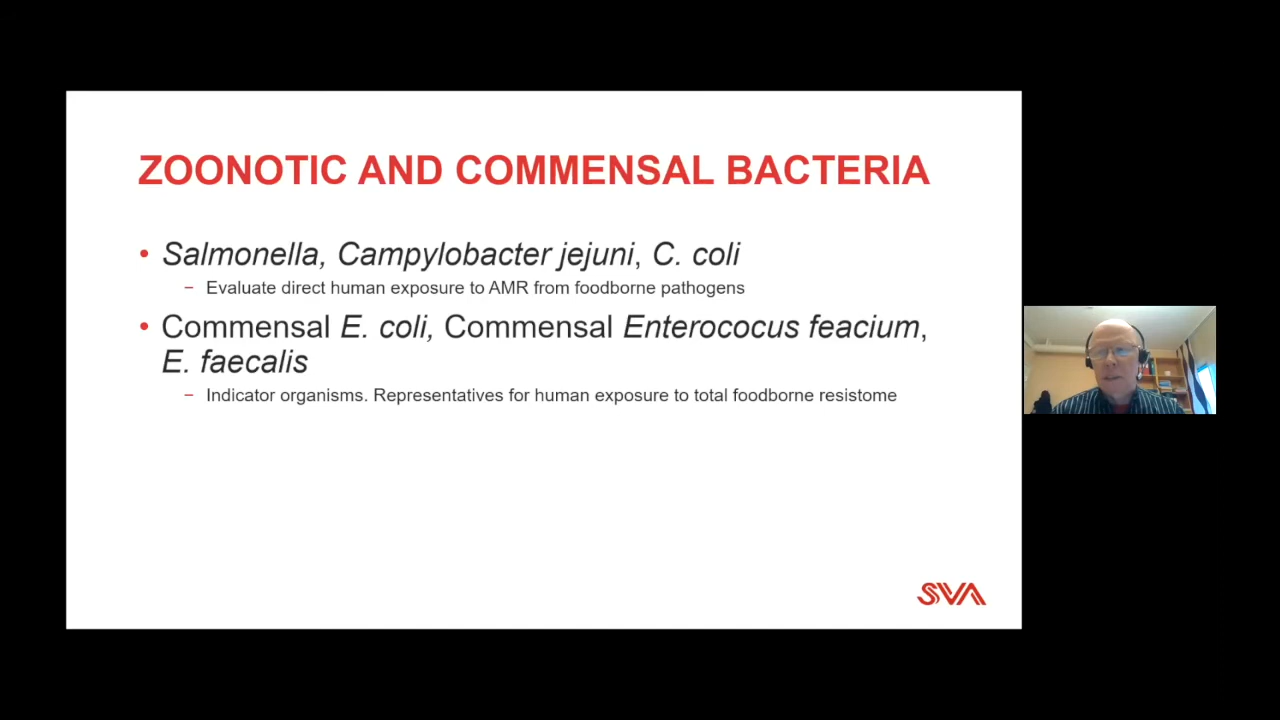 ZOONOTIC AND COMMENSAL BACTERIA
• Salmonella, Campylobacter jejuni, C. coli
– Evaluate direct human exposure to AMR from foodborne pathogens
• Commensal E. coli, Commensal Enterococus feacium,
E. faecalis
– Indicator organisms. Representatives for human exposure to total foodborne resistome
SVA